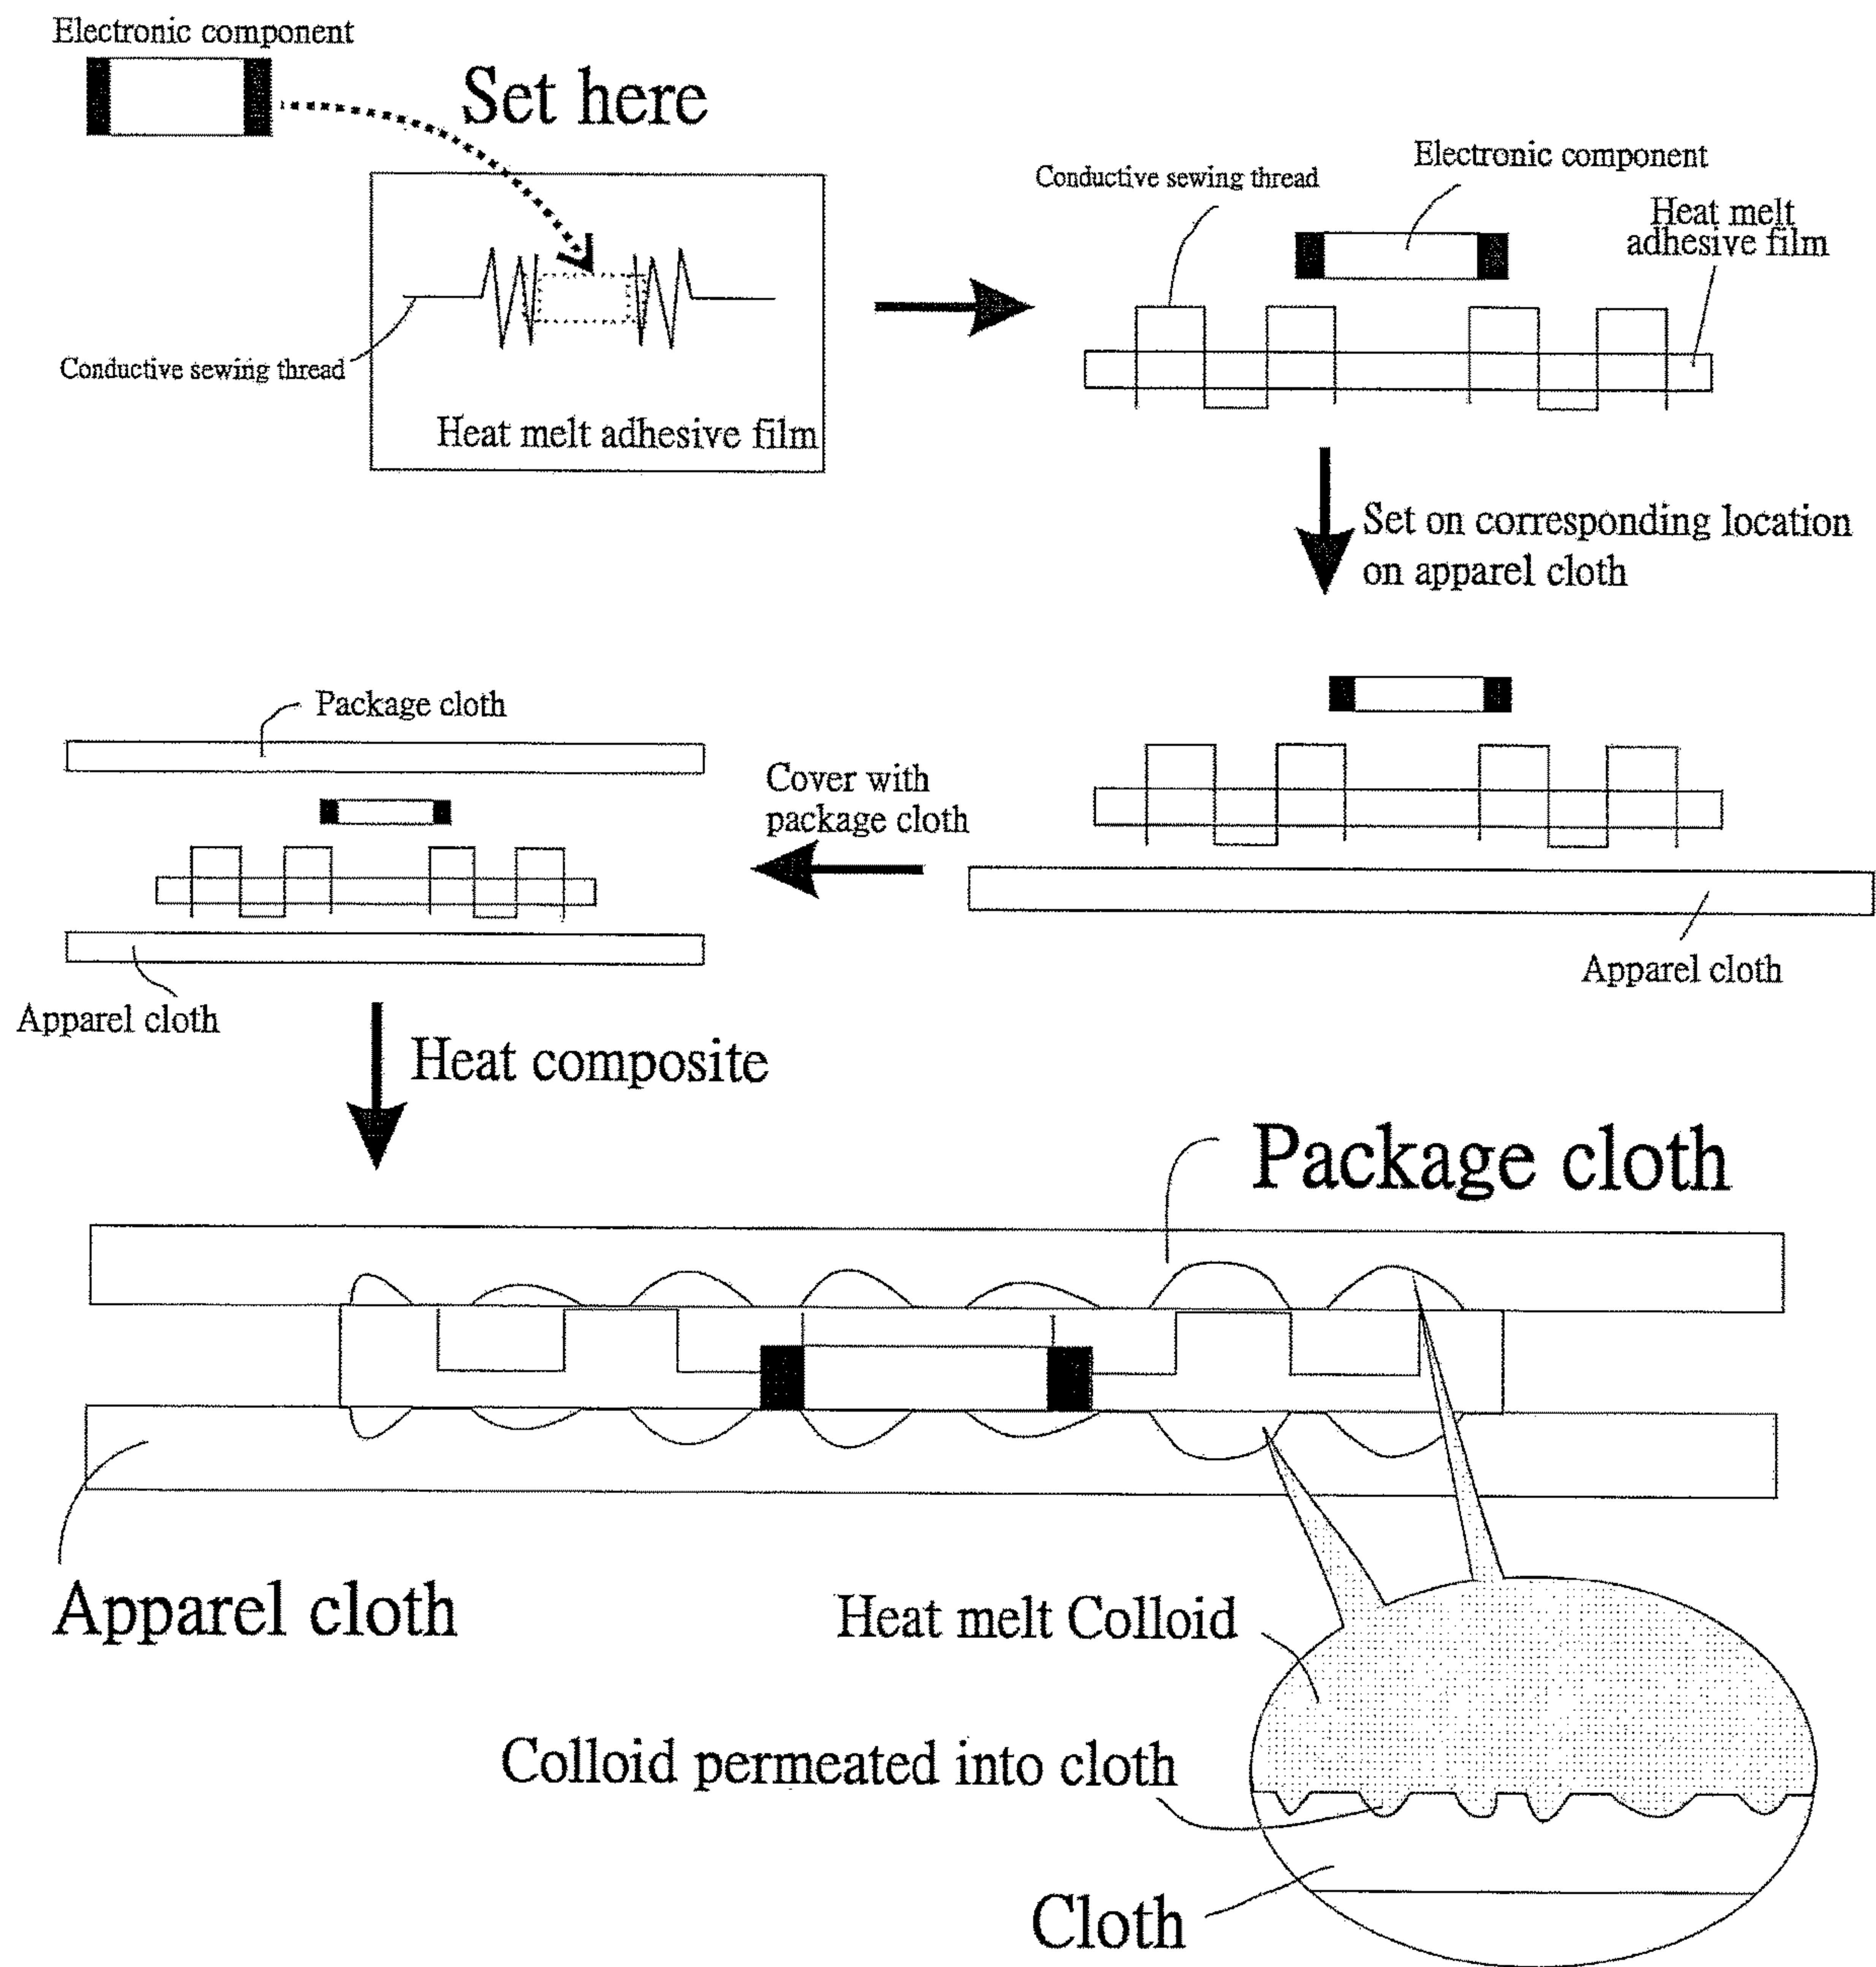 Electronic component
Set here
Conductive sewing thread
Heat melt adhesive film
Conductive sewing thread
Electronic component
Heat melt
adhesive film
Set on corresponding location
on apparel cloth
Package cloth
Cover with
package cloth
Apparel cloth
Apparel cloth
Heat composite
Package cloth
Apparel cloth
Heat melt Colloid
Colloid permeated into cloth
Cloth